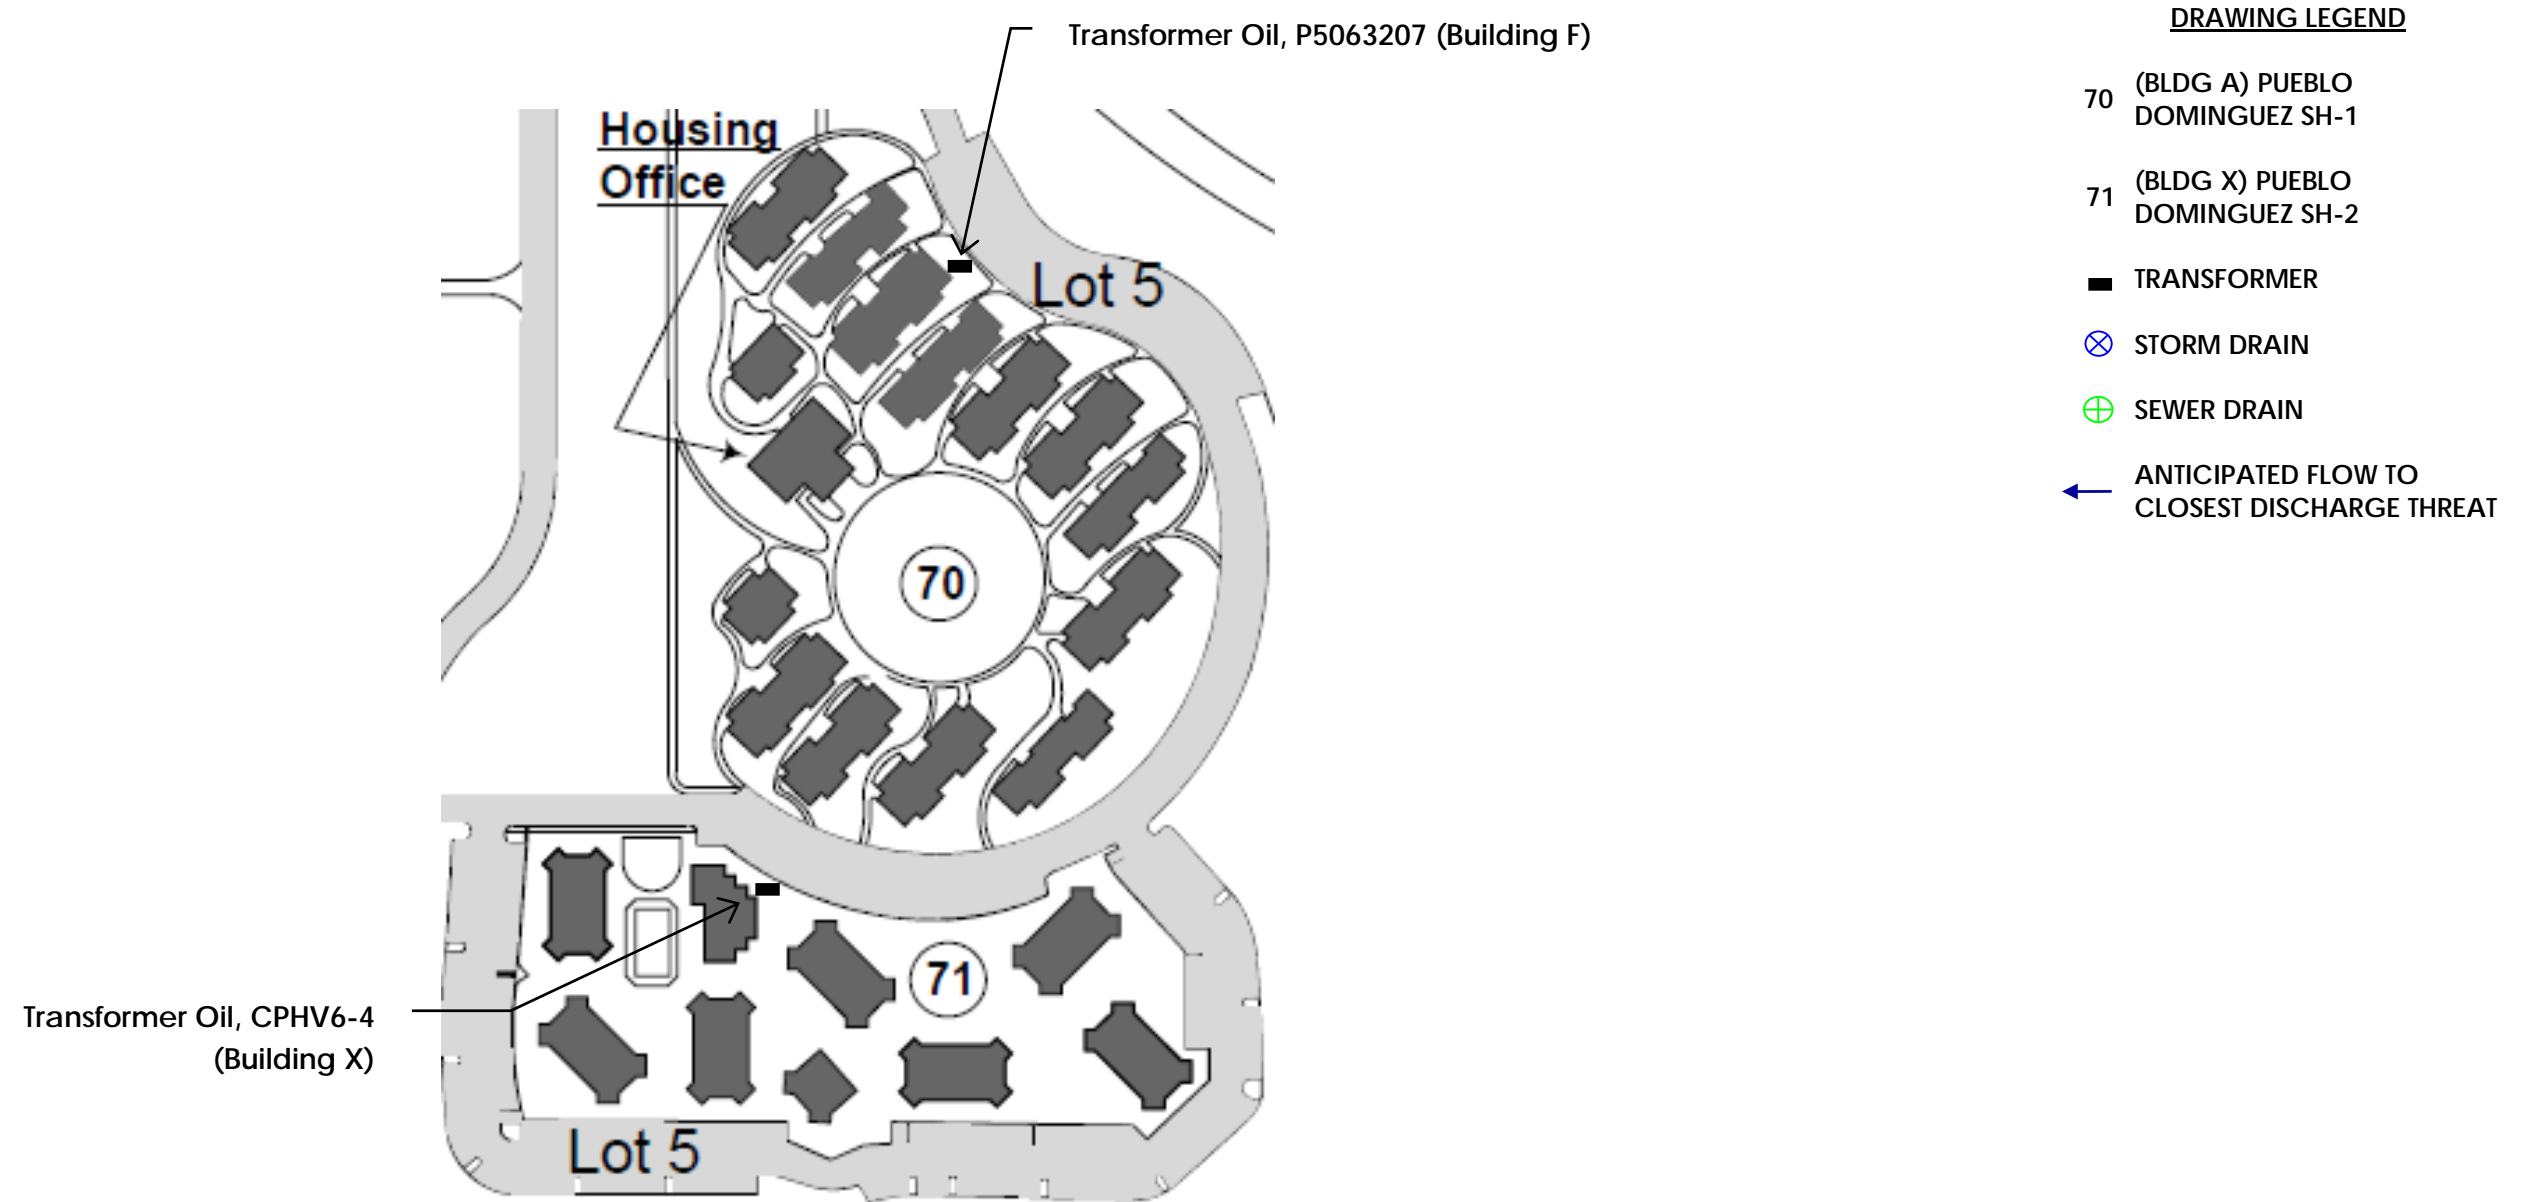 Transformer Oil, P5063207 (Building F)
Housing
Office
Lot 5
70
71
Transformer Oil, CPHV6-4
(Building X)
Lot 5
DRAWING LEGEND
70 (BLDG A) PUEBLO
DOMINGUEZ SH-1
71 (BLDG X) PUEBLO
DOMINGUEZ SH-2
TRANSFORMER
STORM DRAIN
SEWER DRAIN
ANTICIPATED FLOW TO
CLOSEST DISCHARGE THREAT